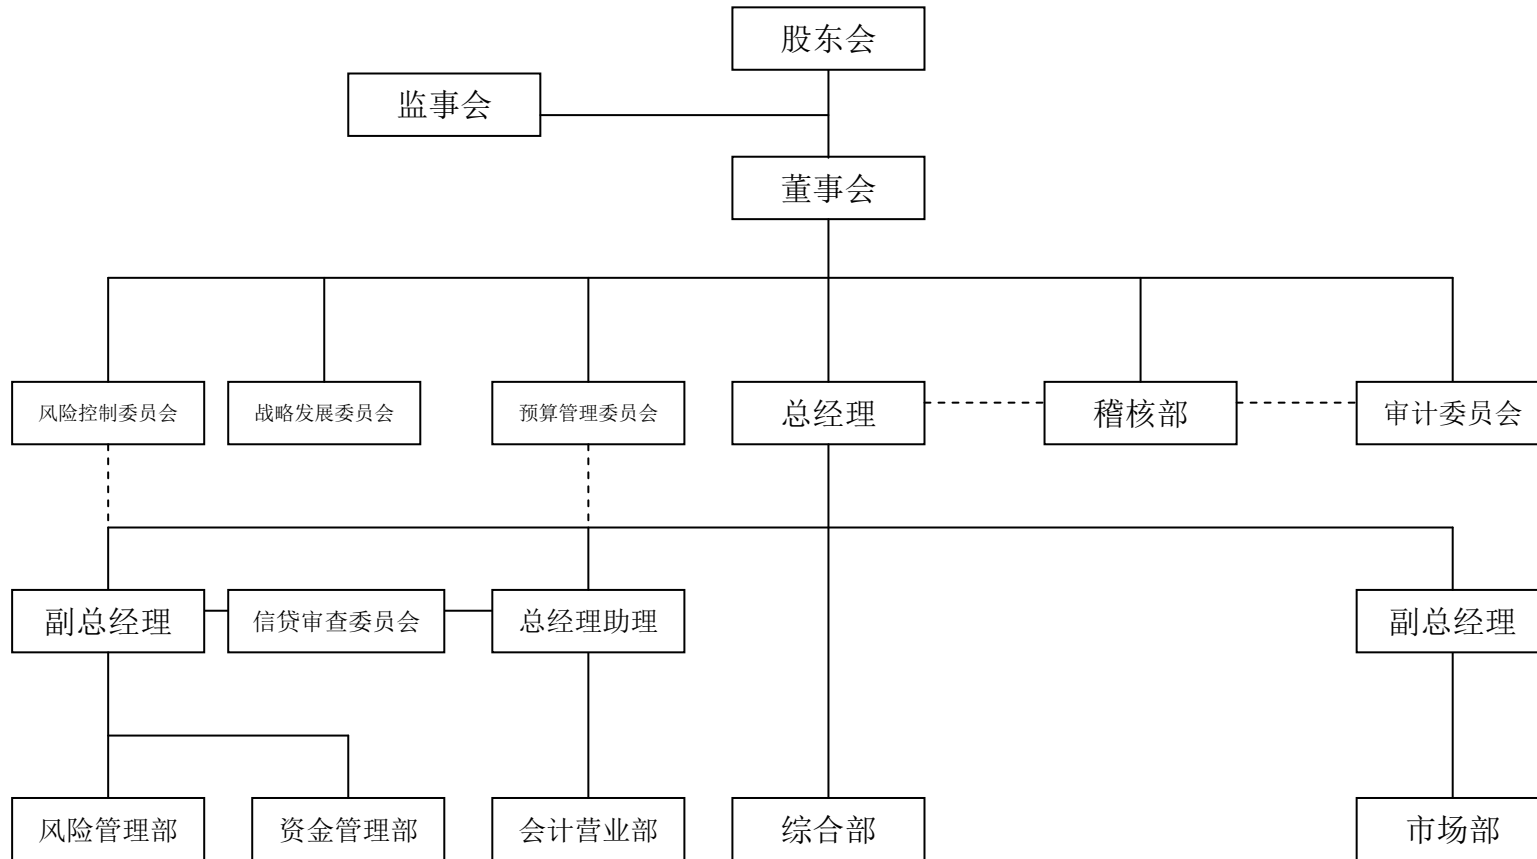 股东会
监事会
董事会
风险控制委员会
战略发展委员会
预算管理委员会
总经理
稽核部
审计委员会
副总经理
信贷审查委员会
总经理助理
副总经理
风险管理部
资金管理部
会计营业部
综合部
市场部